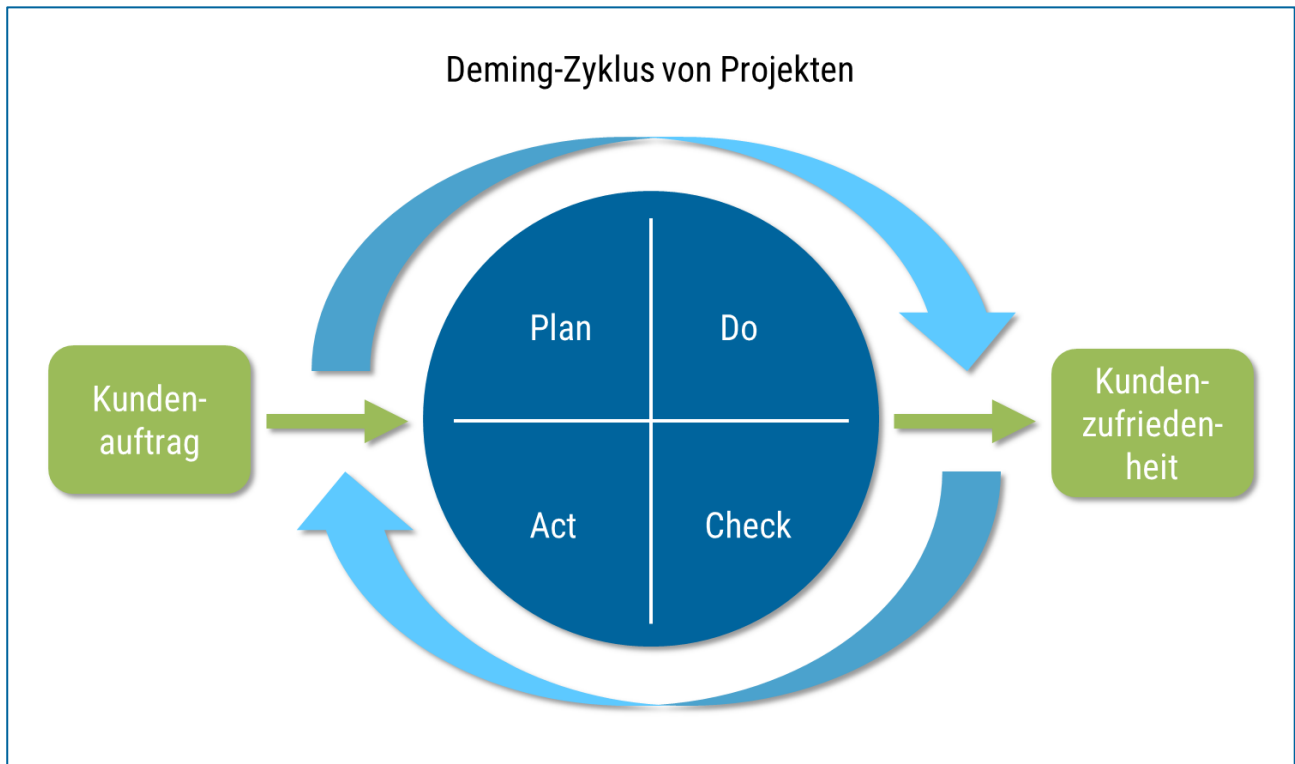 Deming-Zyklus von Projekten
Plan
Do
Kunden-
auftrag
Kunden-
zufrieden-
heit
Act
Check